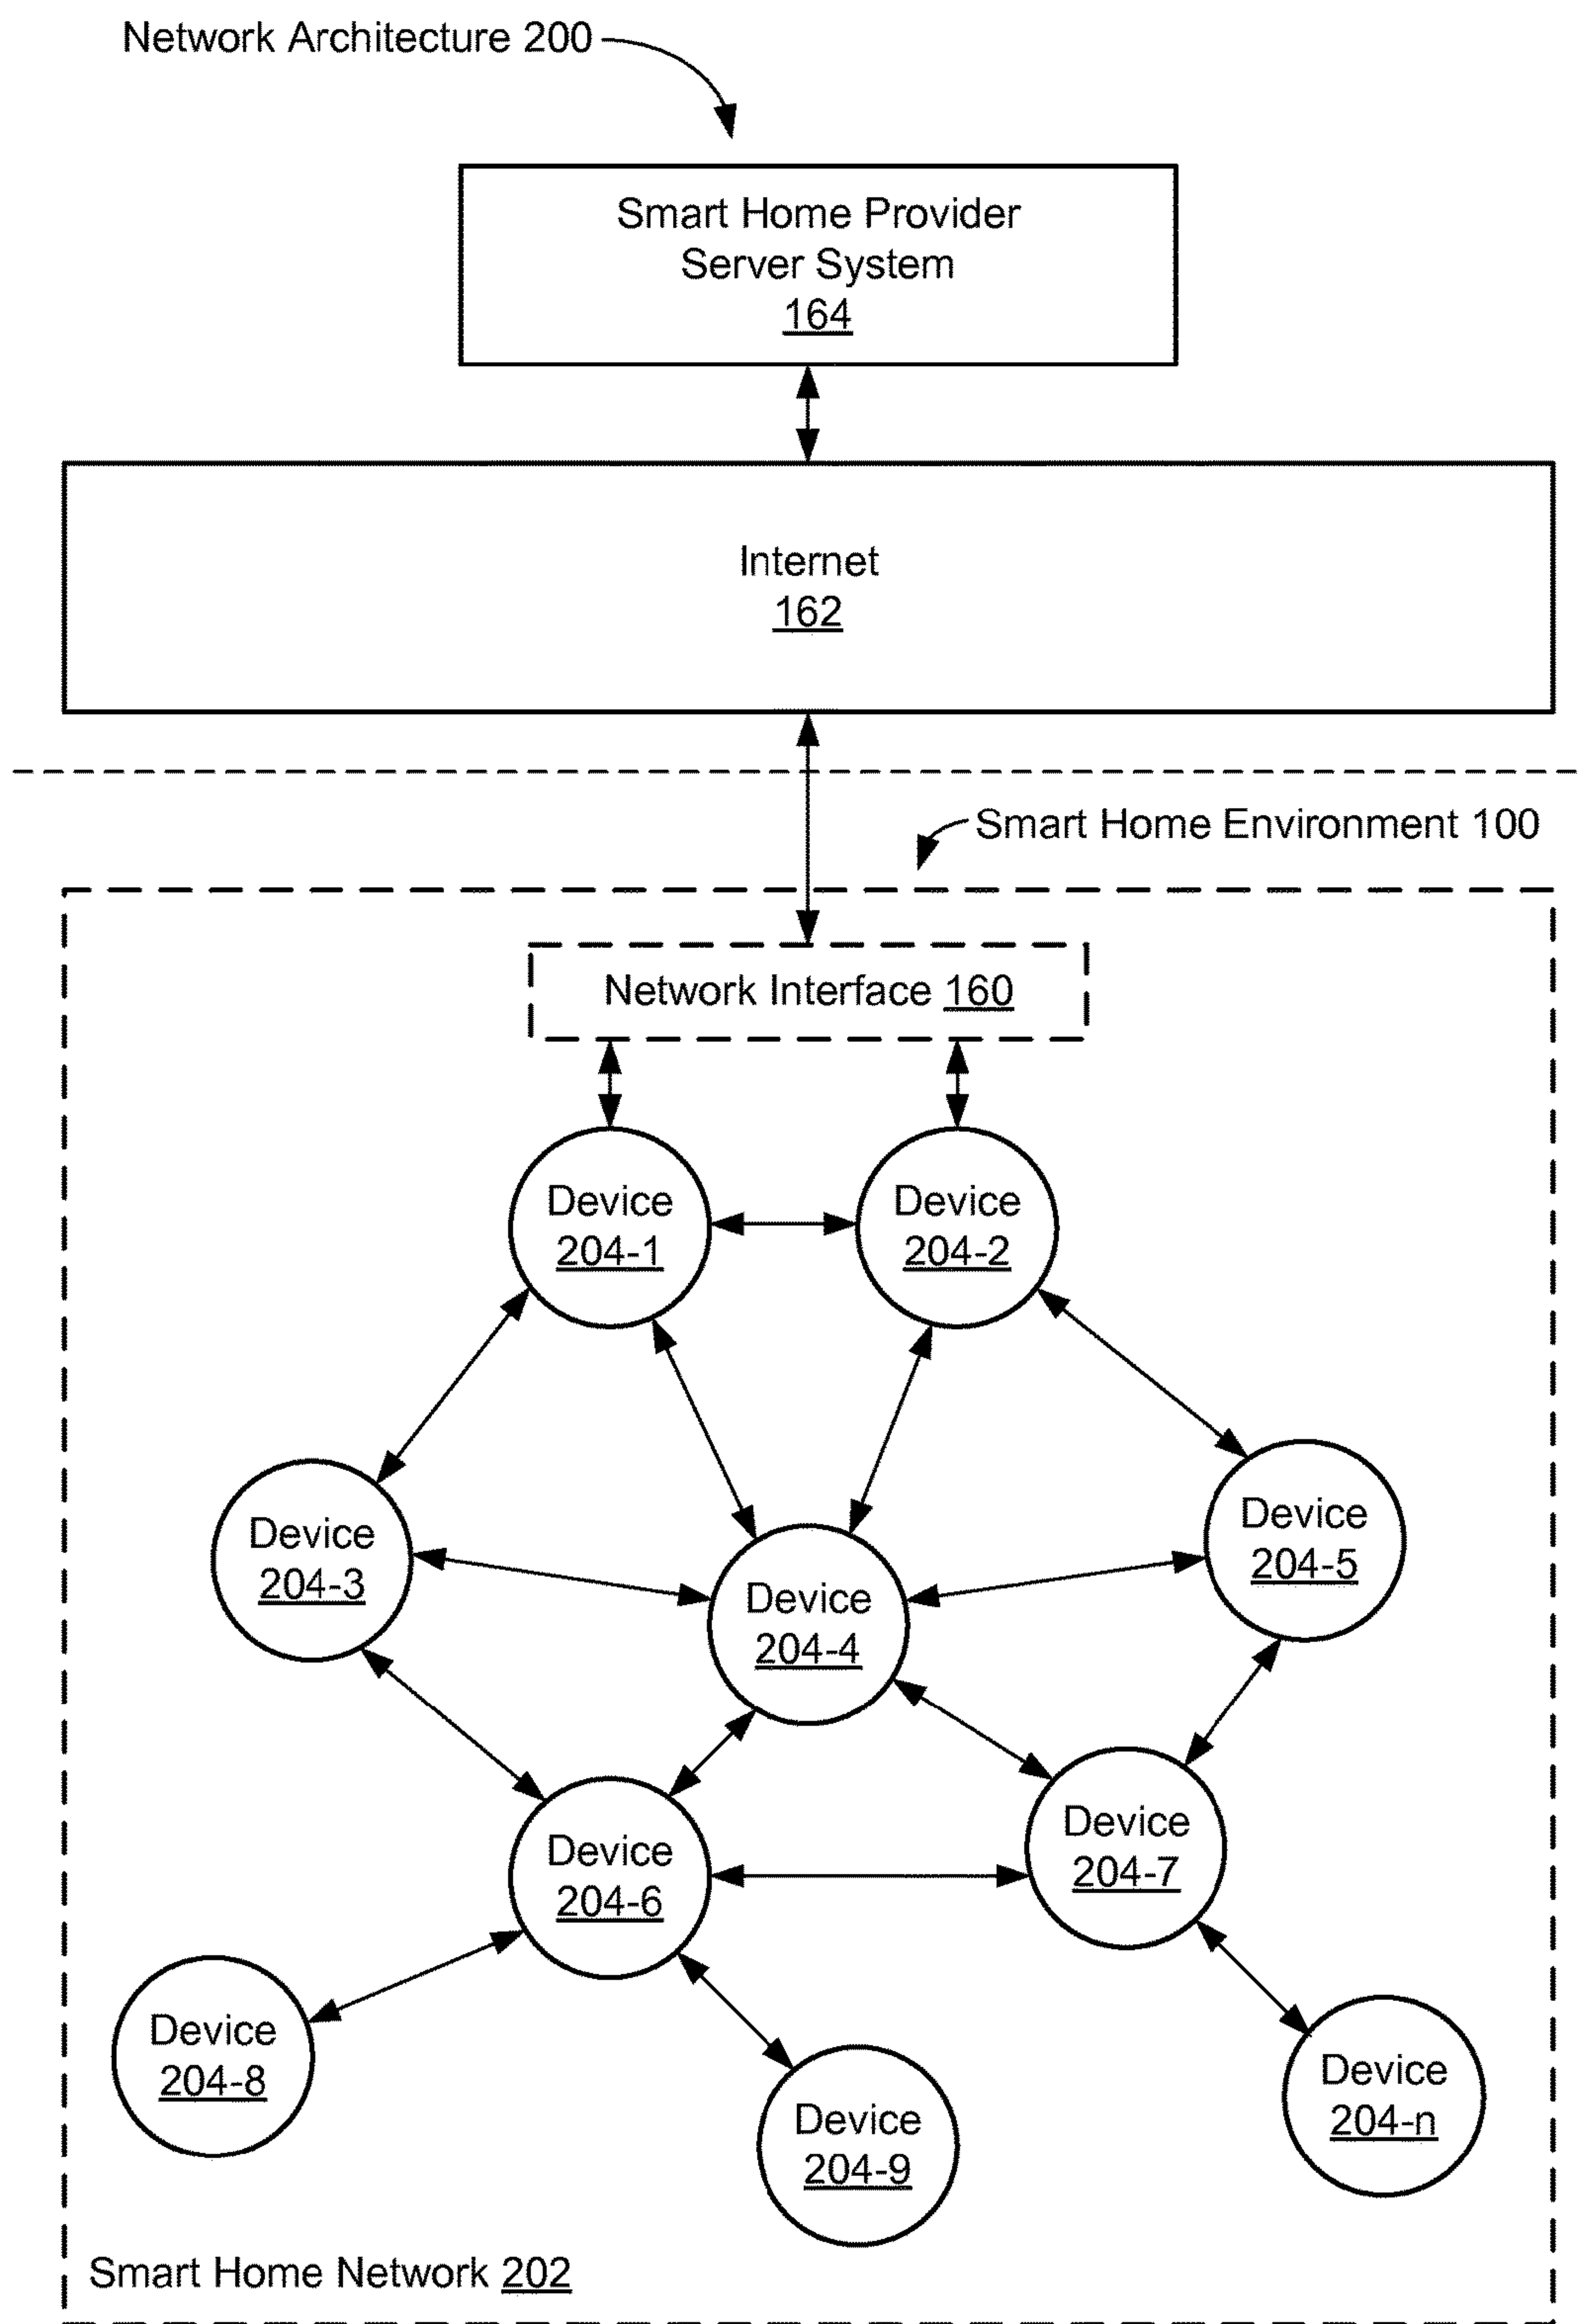 Network Architecture 200
Smart Home Provider
Server System
164
Internet
162
Smart Home Environment 100
Network Interface 160
Device
204-1
Device
204-2
Device
204-3
Device
204-4
Device
204-5
Device
204-6
Device
204-7
Device
204-8
Device
204-9
Device
204-n
Smart Home Network 202